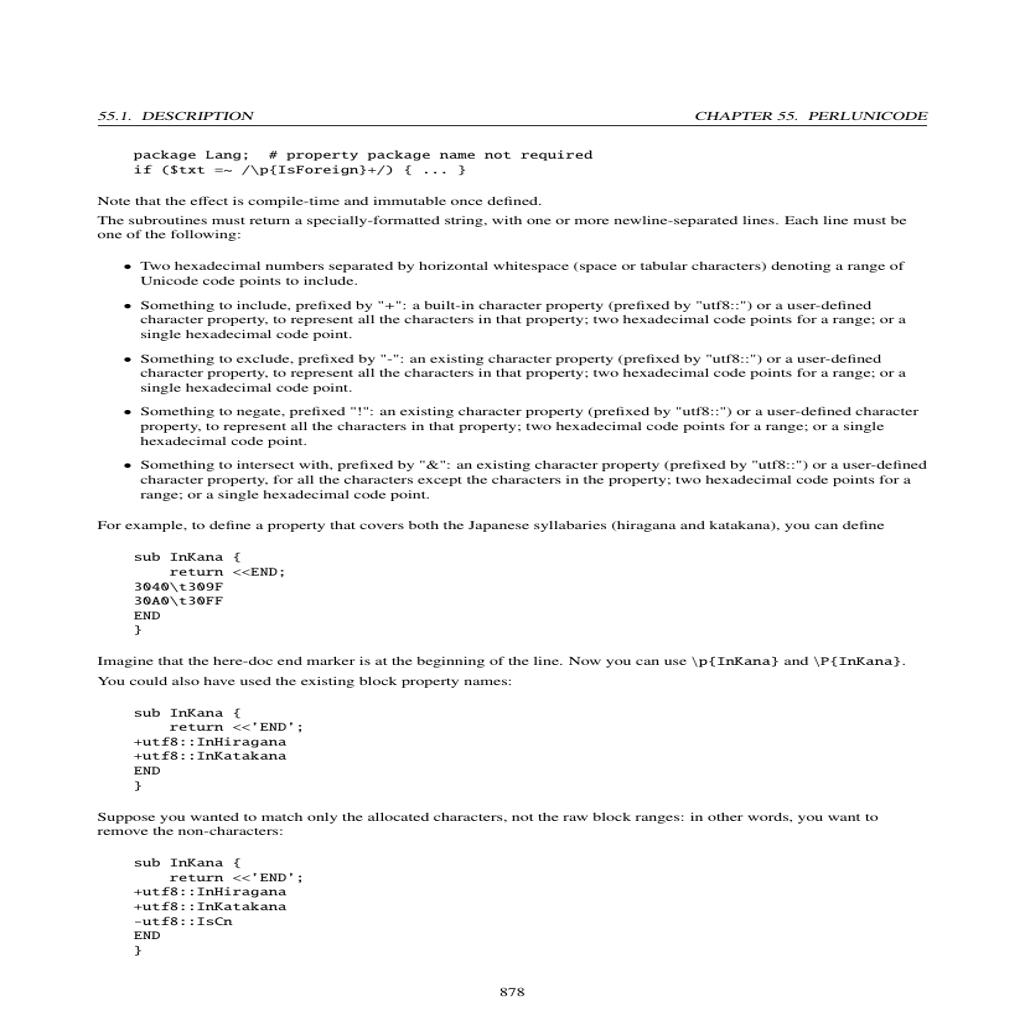 55.1. DESCRIPTION CHAPTER 55. PERLUNICODE
package Lang;  # property package name not required
if ($txt =~ /\p{IsForeign}+/) { ... }
Note that the effect is compile-time and immutable once defined.
The subroutines must return a specially-formatted string, with one or more newline-separated lines. Each line must be
one of the following:
• Two hexadecimal numbers separated by horizontal whitespace (space or tabular characters) denoting a range of
Unicode code points to include.
• Something to include, prefixed by "+": a built-in character property (prefixed by "utf8::") or a user-defined
character property, to represent all the characters in that property; two hexadecimal code points for a range; or a
single hexadecimal code point.
• Something to exclude, prefixed by "-": an existing character property (prefixed by "utf8::") or a user-defined
character property, to represent all the characters in that property; two hexadecimal code points for a range; or a
single hexadecimal code point.
• Something to negate, prefixed "!": an existing character property (prefixed by "utf8::") or a user-defined character
property, to represent all the characters in that property; two hexadecimal code points for a range; or a single
hexadecimal code point.
• Something to intersect with, prefixed by "&": an existing character property (prefixed by "utf8::") or a user-defined
character property, for all the characters except the characters in the property; two hexadecimal code points for a
range; or a single hexadecimal code point.
For example, to define a property that covers both the Japanese syllabaries (hiragana and katakana), you can define
sub InKana {
    return <<END;
3040\t309F
30A0\t30FF
END
}
Imagine that the here-doc end marker is at the beginning of the line. Now you can use \p{InKana} and \P{InKana}.
You could also have used the existing block property names:
sub InKana {
    return <<'END';
+utf8::InHiragana
+utf8::InKatakana
END
}
Suppose you wanted to match only the allocated characters, not the raw block ranges: in other words, you want to
remove the non-characters:
sub InKana {
    return <<'END';
+utf8::InHiragana
+utf8::InKatakana
-utf8::IsCn
END
}
878